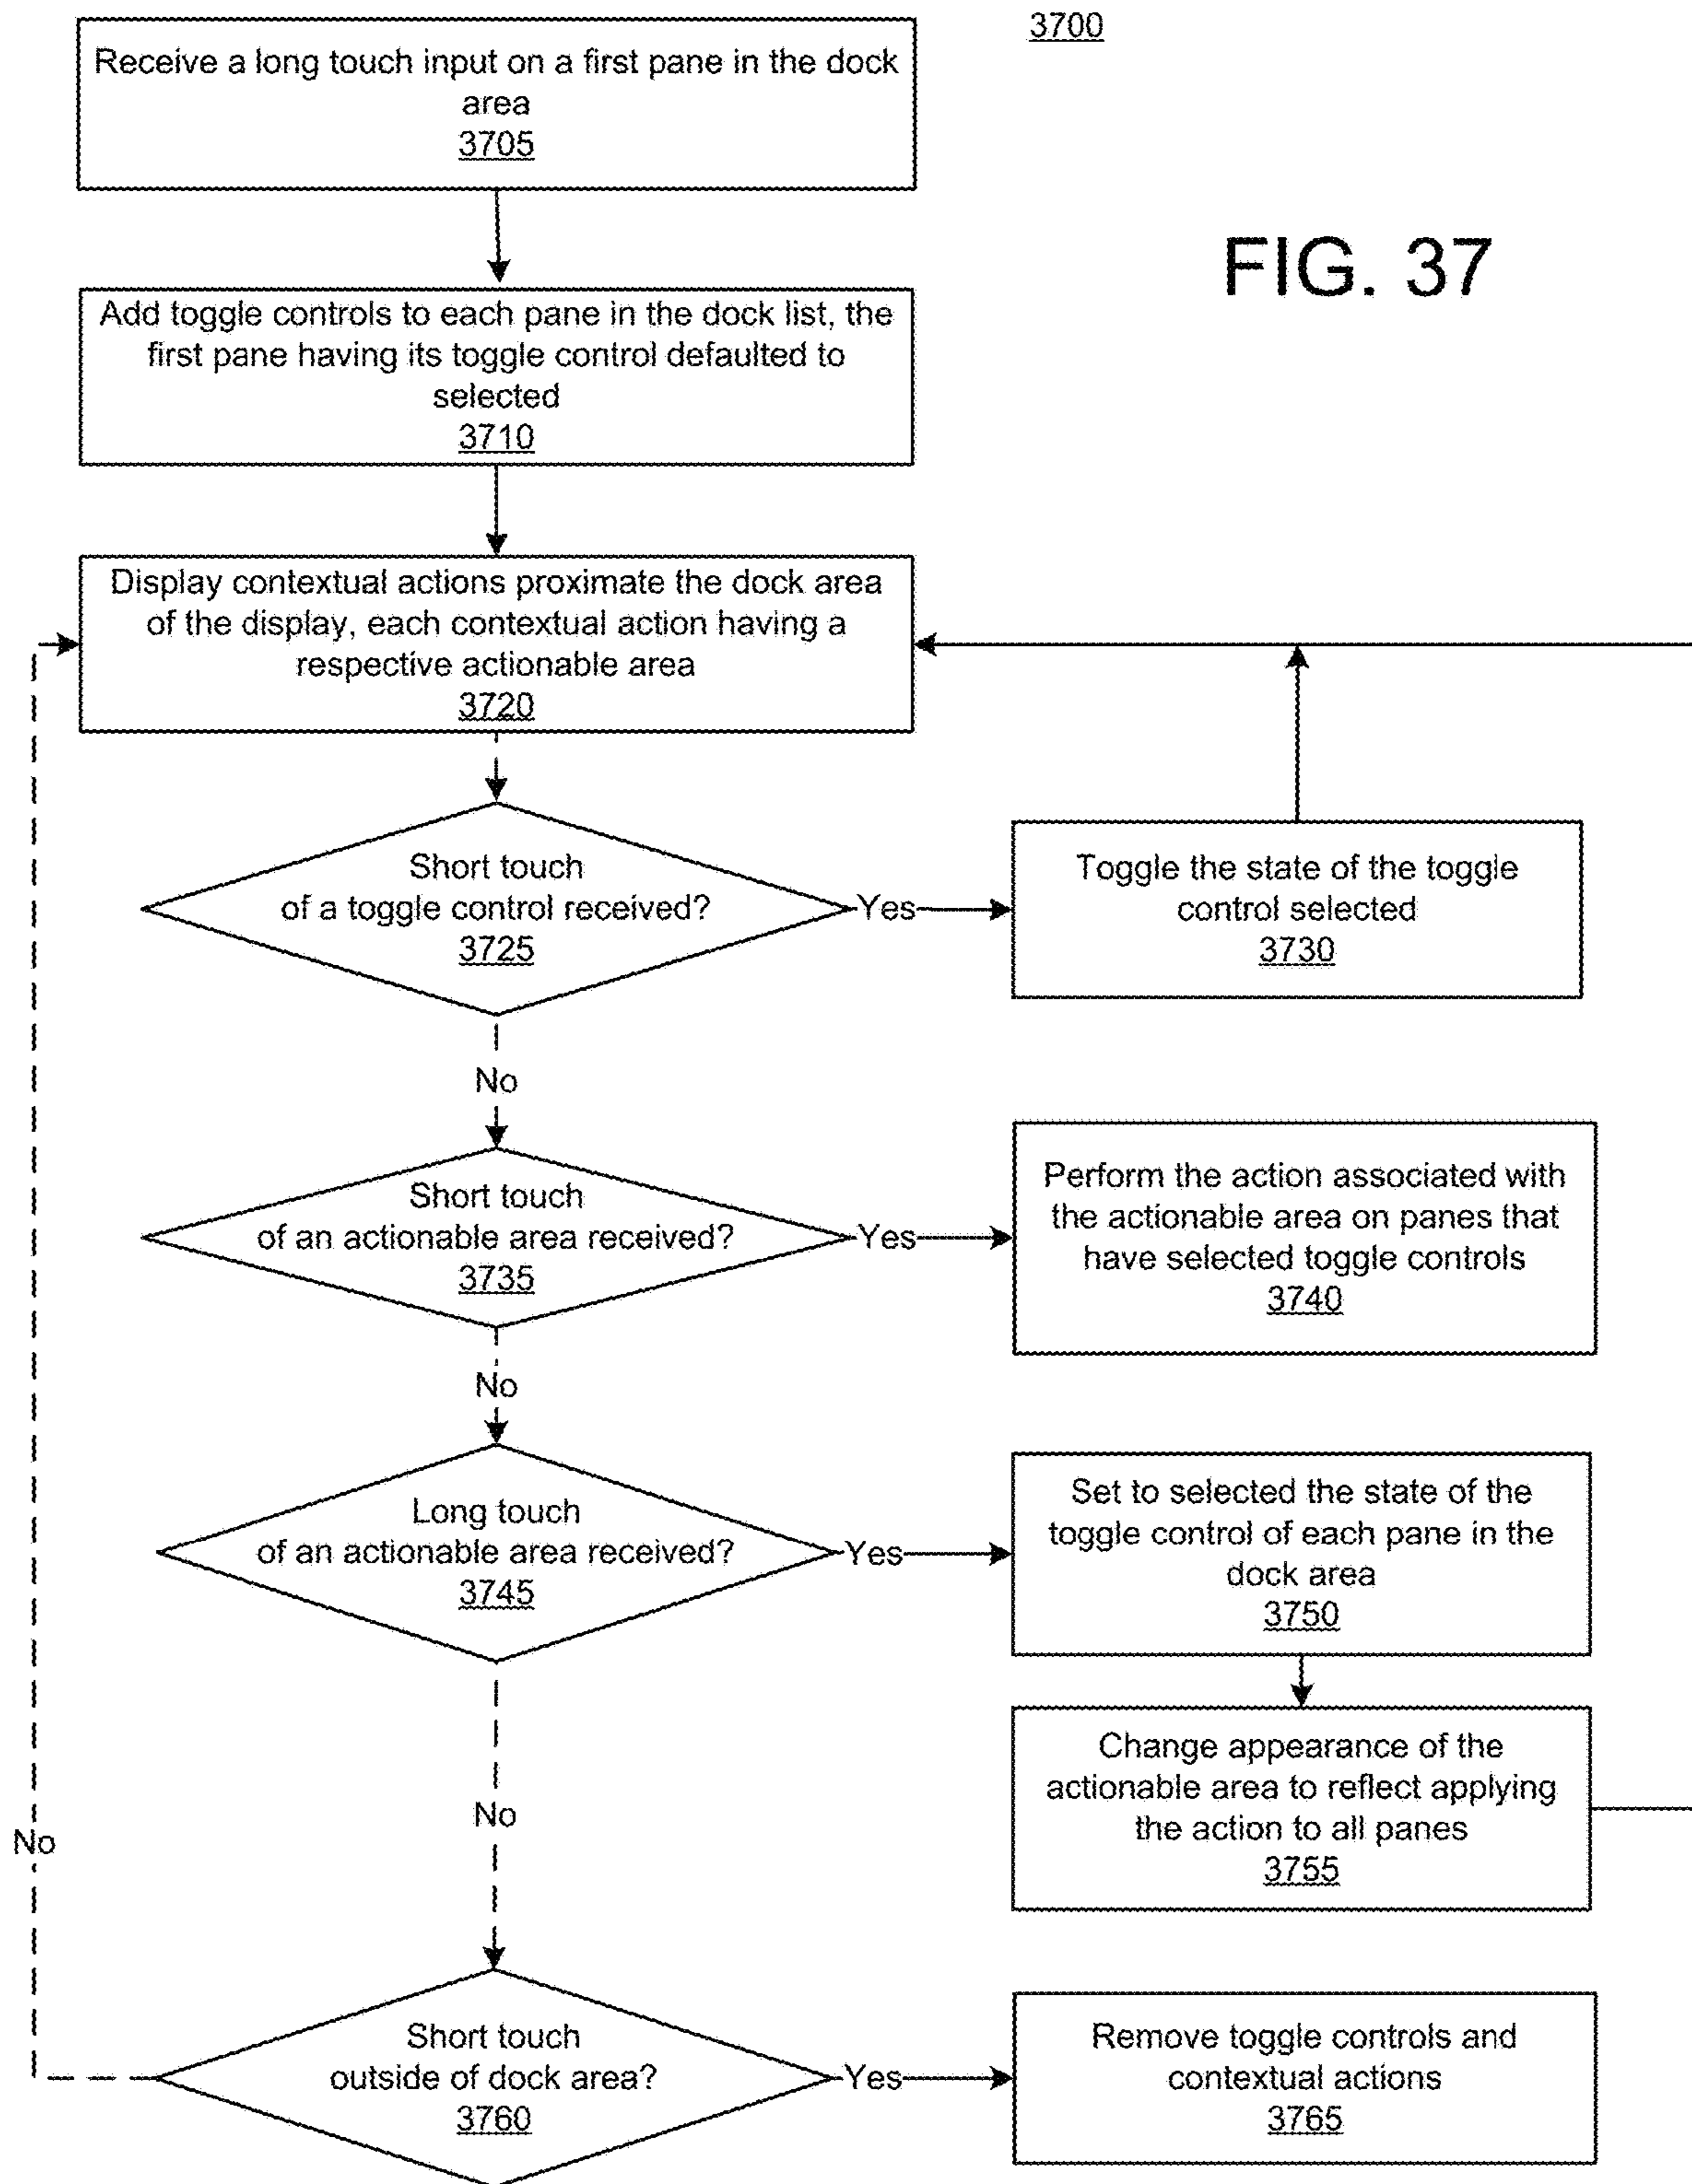 3700
Receive a long touch input on a first pane in the dock
area
3705
FIG. 37
Add toggle controls to each pane in the dock list, the
first pane having its toggle control defaulted to
selected
3710
Display contextual actions proximate the dock area
of the display, each contextual action having a
respective actionable area
3720
Short touch
of a toggle control received?
3725
Yes
Toggle the state of the toggle
control selected
3730
No
Short touch
of an actionable area received?
3735
Yes
Perform the action associated with
the actionable area on panes that
have selected toggle controls
3740
No
Long touch
of an actionable area received?
3745
Yes
Set to selected the state of the
toggle control of each pane in the
dock area
3750
Change appearance of the
actionable area to reflect applying
the action to all panes
3755
No
No
Short touch
outside of dock area?
3760
Yes
Remove toggle controls and
contextual actions
3765